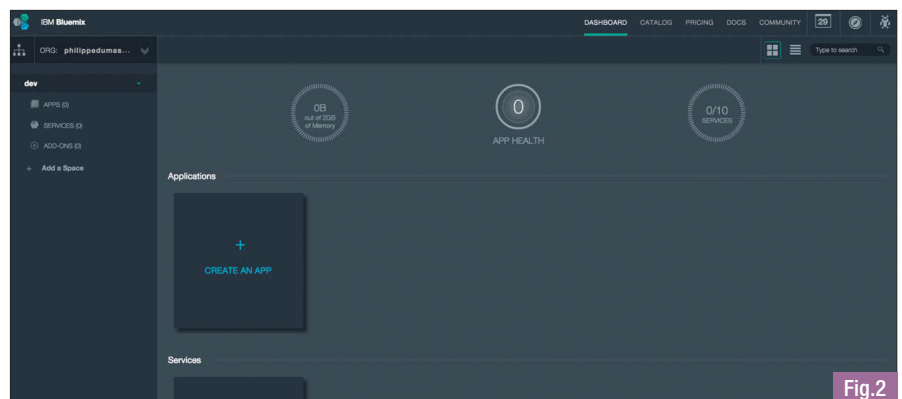 IBM Bluemix
DASHBOARD CATALOG PRICING DOCS COMMUNITY 29
ORG: philippedumas...
Type to search
dev
APPS (0)
SERVICES (0)
ADD-ONS (0)
+ Add a Space
0B
out of 2GB
of Memory
0
APP HEALTH
0/10
SERVICES
Applications
+
CREATE AN APP
Services
Fig.2